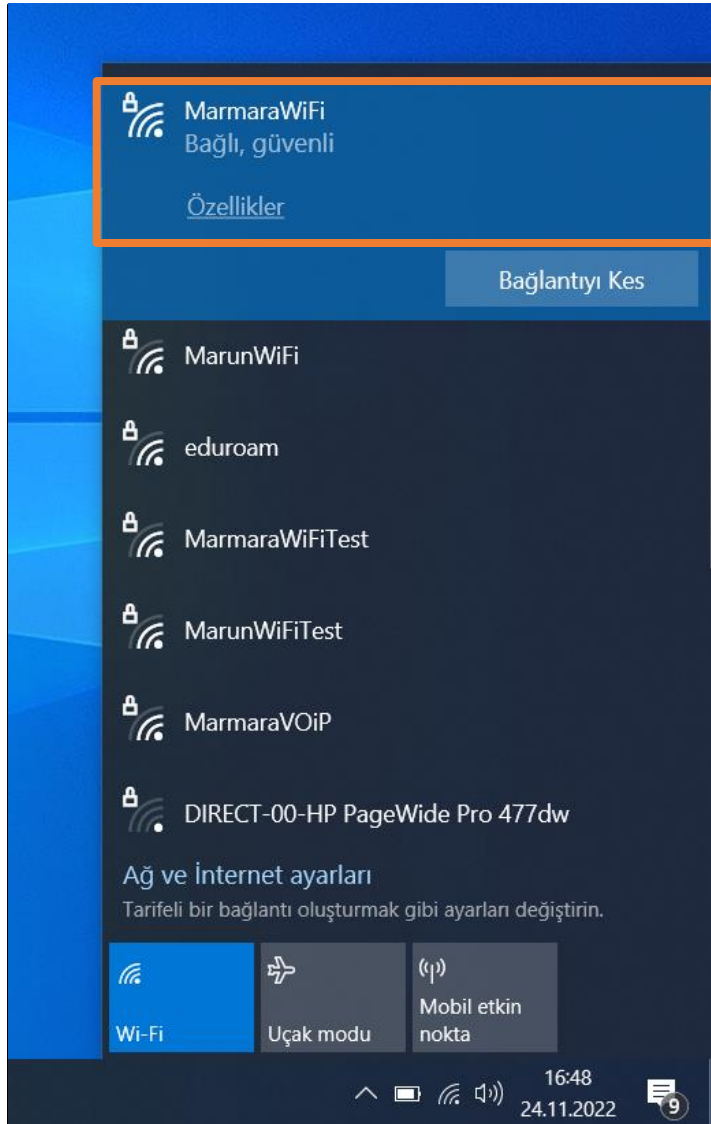 MarmaraWiFi
Bağlı, güvenli
Özellikler
Bağlantıyı Kes
MarunWiFi
eduroam
MarmaraWiFiTest
MarunWiFiTest
MarmaraVOiP
DIRECT-00-HP PageWide Pro 477dw
Ağ ve İnternet ayarları
Tarifeli bir bağlantı oluşturmak gibi ayarları değiştirin.
Wi-Fi
Uçak modu
Mobil etkin
nokta
16:48
24.11.2022
9